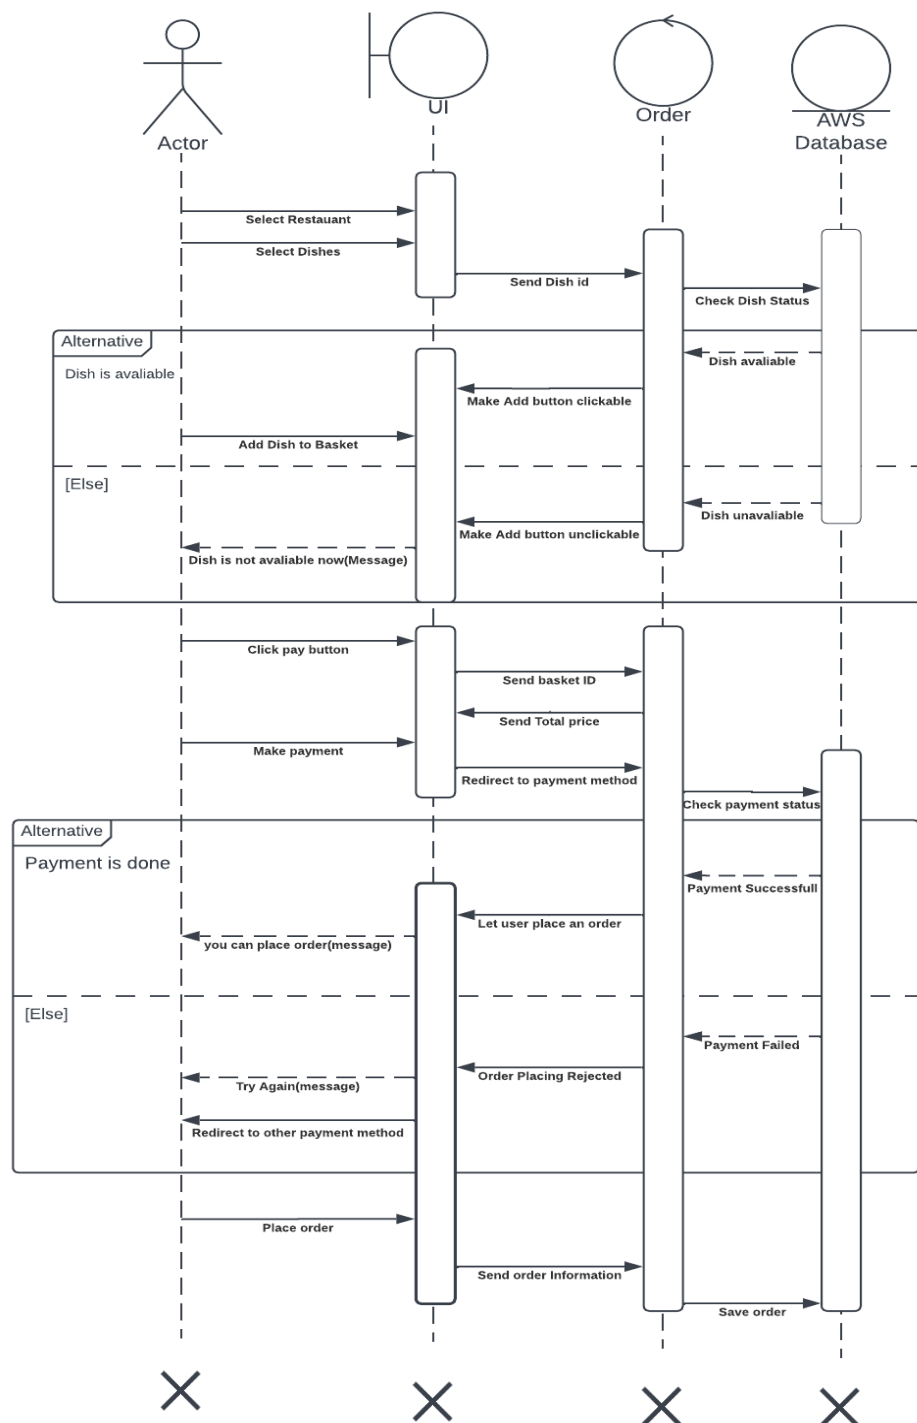 Actor
UI
Order
AWS
Database
Select Restauant
Select Dishes
Send Dish id
Check Dish Status
Alternative
Dish is avaliable
Dish avaliable
Make Add button clickable
Add Dish to Basket
[Else]
Dish unavaliable
Make Add button unclickable
Dish is not avaliable now(Message)
Click pay button
Send basket ID
Send Total price
Make payment
Redirect to payment method
Check payment status
Alternative
Payment is done
Payment Successfull
Let user place an order
you can place order(message)
[Else]
Payment Failed
Order Placing Rejected
Try Again(message)
Redirect to other payment method
Place order
Send order Information
Save order